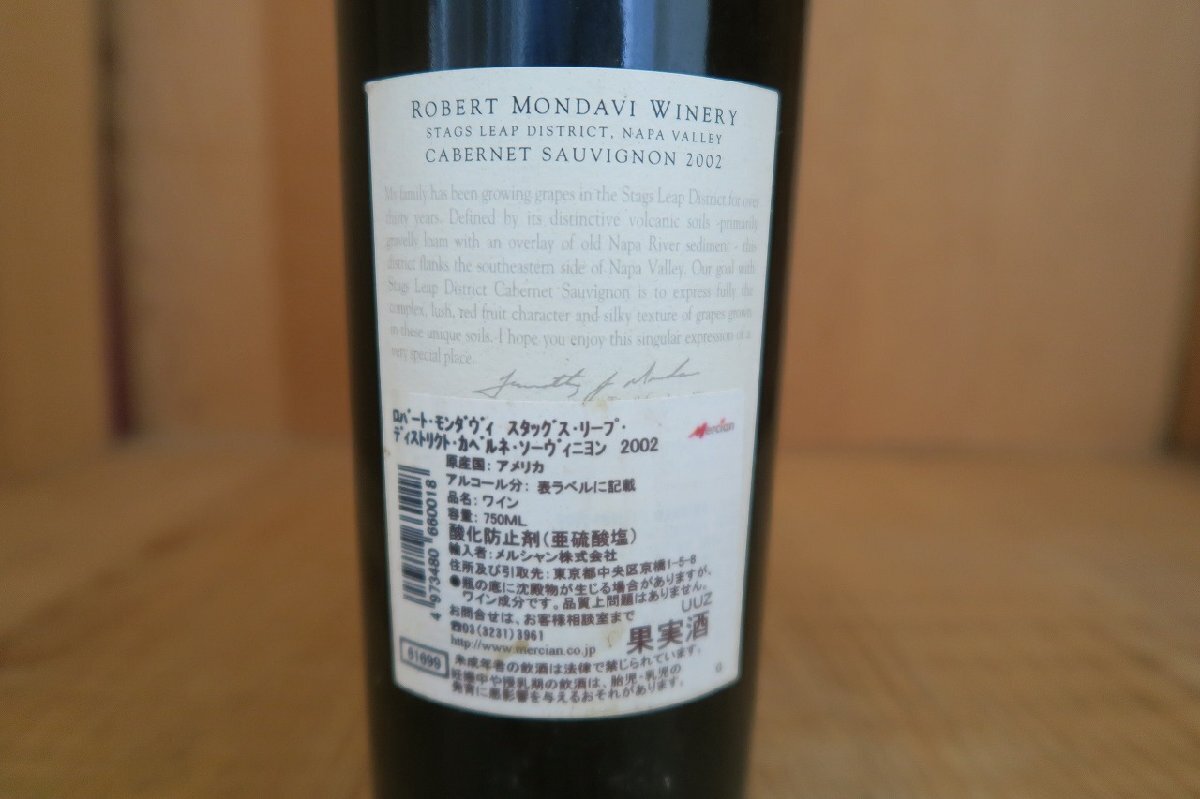 ROBERT MONDAVI WINERY
STAGS LEAP DISTRICT, NAPA VALLEY
CABERNET SAUVIGNON 2002
My family has been growing grapes in the Stags Leap District for over
thirty years. Defined by its distinctive volcanic soils - primarily
gravelly loam with an overlay of old Napa River sediment - this
district flanks the southeastern side of Napa Valley. Our goal with
Stags Leap District Cabernet Sauvignon is to express fully the
complex, lush, red fruit character and silky texture of grapes grown
in these unique soils. I hope you enjoy this singular expression of a
very special place.
ロバート・モンダヴィ スタッグス・リープ・
ディストリクト・カベルネ・ソーヴィニヨン 2002
Mercian
原産国: アメリカ
アルコール分: 表ラベルに記載
品名: ワイン
容量: 750ML
酸化防止剤(亜硫酸塩)
輸入者: メルシャン株式会社
住所及び引取先: 東京都中央区京橋1-5-8
●瓶の底に沈殿物が生じる場合がありますが、
ワイン成分です。品質上問題はありません。
UUZ
お問合せは、お客様相談室まで
☎03(3231)3961
http://www.mercian.co.jp
果実酒
4 973480 660018
61699
未成年者の飲酒は法律で禁じられています。
妊娠中や授乳期の飲酒は、胎児・乳児の
発育に悪影響を与えるおそれがあります。
G